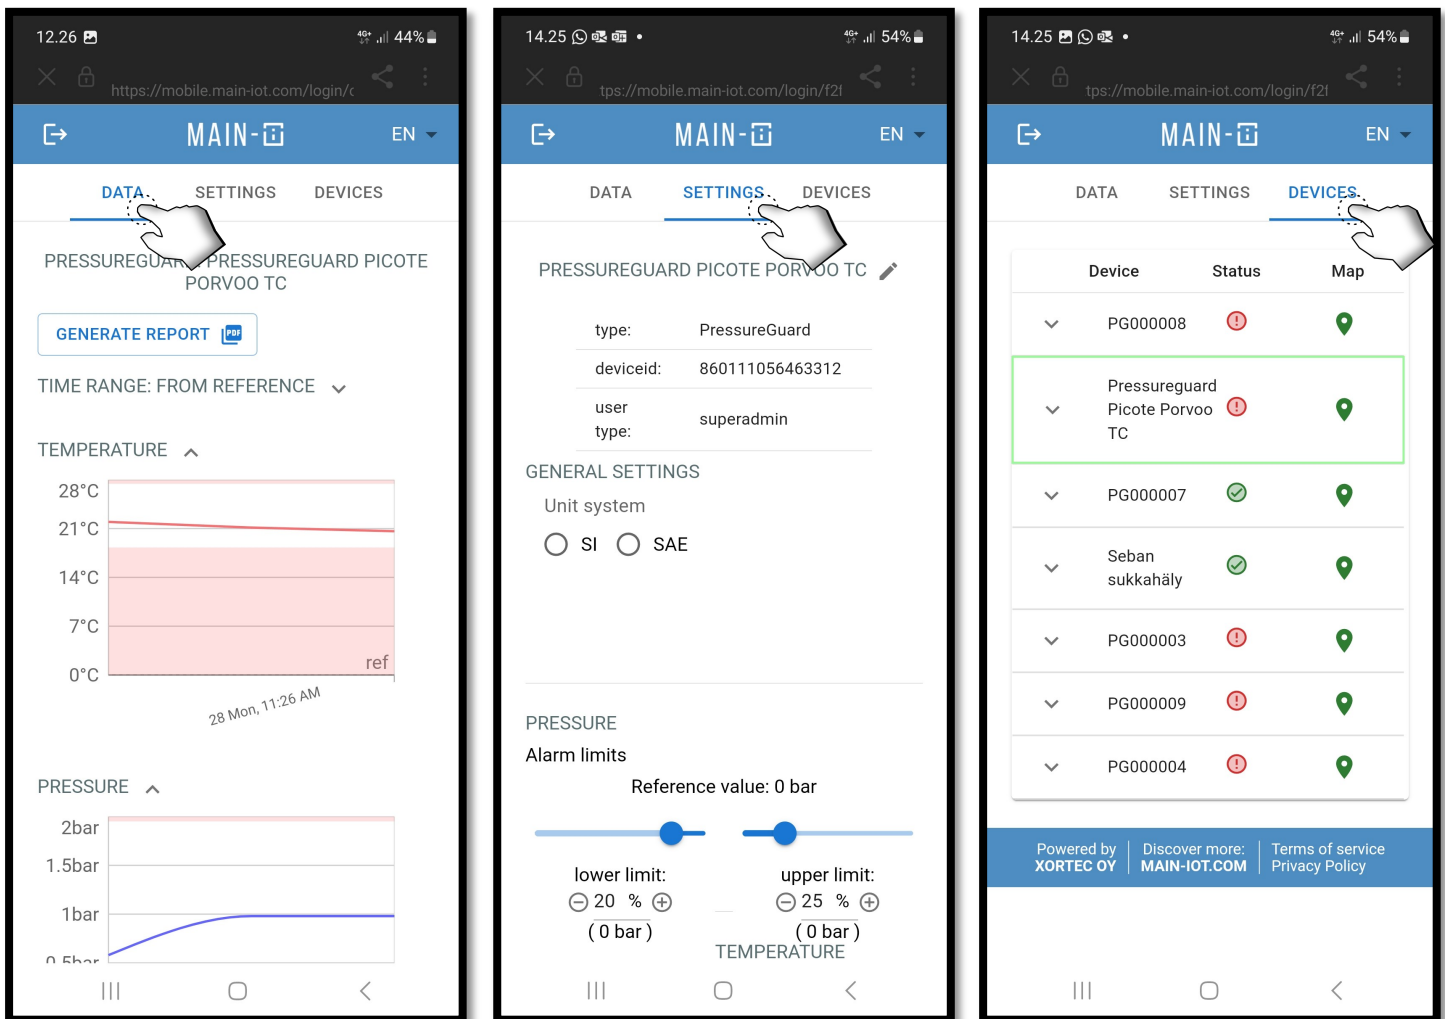 12.26
4G+ 44%
https://mobile.main-iot.com/login/c
MAIN-
EN
DATA SETTINGS DEVICES
PRESSUREGUARD PRESSUREGUARD PICOTE
PORVOO TC
GENERATE REPORT PDF
TIME RANGE: FROM REFERENCE
TEMPERATURE
28°C
21°C
14°C
7°C
0°C
ref
28 Mon, 11:26 AM
PRESSURE
2bar
1.5bar
1bar
0.5bar
14.25
4G+ 54%
tps://mobile.main-iot.com/login/f2f
MAIN-
EN
DATA SETTINGS DEVICES
PRESSUREGUARD PICOTE PORVOO TC
type: PressureGuard
deviceid: 860111056463312
user
type: superadmin
GENERAL SETTINGS
Unit system
SI SAE
PRESSURE
Alarm limits
Reference value: 0 bar
lower limit: upper limit:
20 % 25 %
( 0 bar ) ( 0 bar )
TEMPERATURE
14.25
4G+ 54%
tps://mobile.main-iot.com/login/f2f
MAIN-
EN
DATA SETTINGS DEVICES
Device Status Map
PG000008
Pressureguard
Picote Porvoo
TC
PG000007
Seban
sukkahäly
PG000003
PG000009
PG000004
Powered by Discover more: Terms of service
XORTEC OY MAIN-IOT.COM Privacy Policy